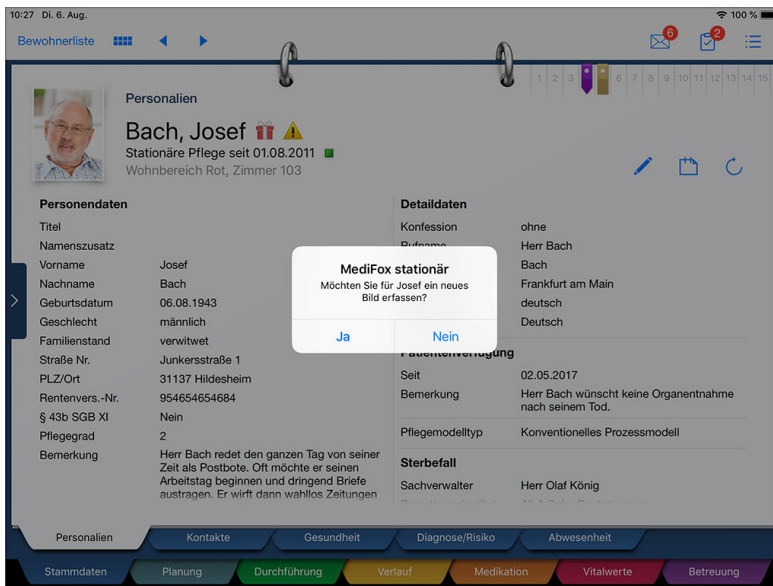 10:27 Di. 6. Aug. 100 %
Bewohnerliste 6 2
1 2 3 6 7 8 9 10 11 12 13 14 15
Personalien
Bach, Josef
Stationäre Pflege seit 01.08.2011
Wohnbereich Rot, Zimmer 103
Personendaten
Titel
Namenszusatz
Vorname Josef
Nachname Bach
Geburtsdatum 06.08.1943
Geschlecht männlich
Familienstand verwitwet
Straße Nr. Junkersstraße 1
PLZ/Ort 31137 Hildesheim
Rentenvers.-Nr. 954654654684
§ 43b SGB XI Nein
Pflegegrad 2
Bemerkung Herr Bach redet den ganzen Tag von seiner
Zeit als Postbote. Oft möchte er seinen
Arbeitstag beginnen und dringend Briefe
austragen. Er wirft dann wahllos Zeitungen
Detaildaten
Konfession ohne
Rufname Herr Bach
Bach
Frankfurt am Main
deutsch
Deutsch
MediFox stationär
Möchten Sie für Josef ein neues
Bild erfassen?
Ja Nein
Patientenverfügung
Seit 02.05.2017
Bemerkung Herr Bach wünscht keine Organentnahme
nach seinem Tod.
Pflegemodelltyp Konventionelles Prozessmodell
Sterbefall
Sachverwalter Herr Olaf König
Personalien Kontakte Gesundheit Diagnose/Risiko Abwesenheit
Stammdaten Planung Durchführung Verlauf Medikation Vitalwerte Betreuung